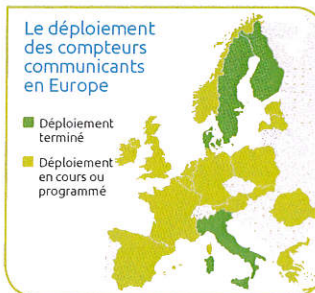 Le déploiement
des compteurs
communicants
en Europe
Déploiement
terminé
Déploiement
en cours ou
programmé